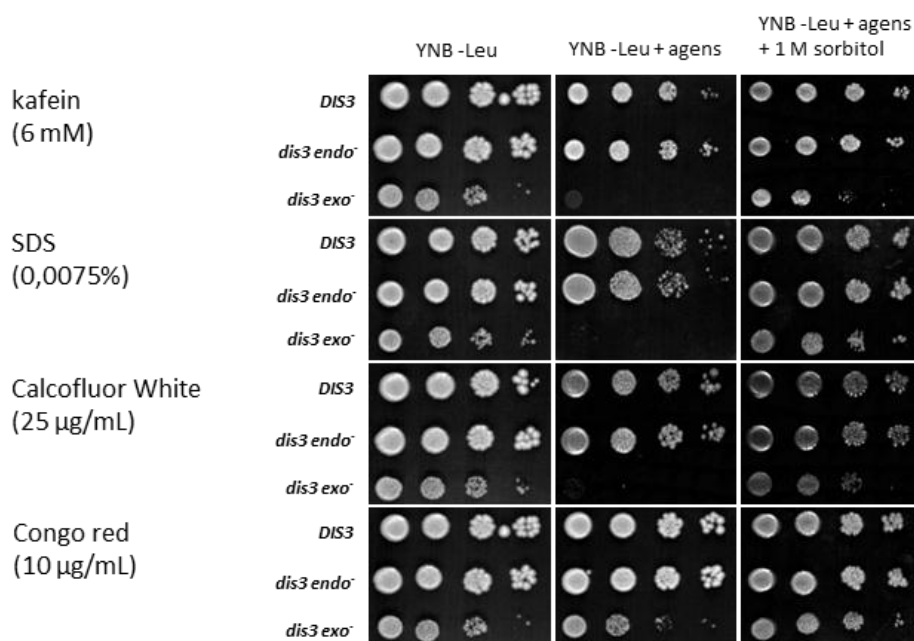 YNB -Leu
YNB -Leu + agens
YNB -Leu + agens
+ 1 M sorbitol
kafein
(6 mM)
DIS3
dis3 endo⁻
dis3 exo⁻
SDS
(0,0075%)
DIS3
dis3 endo⁻
dis3 exo⁻
Calcofluor White
(25 µg/mL)
DIS3
dis3 endo⁻
dis3 exo⁻
Congo red
(10 µg/mL)
DIS3
dis3 endo⁻
dis3 exo⁻